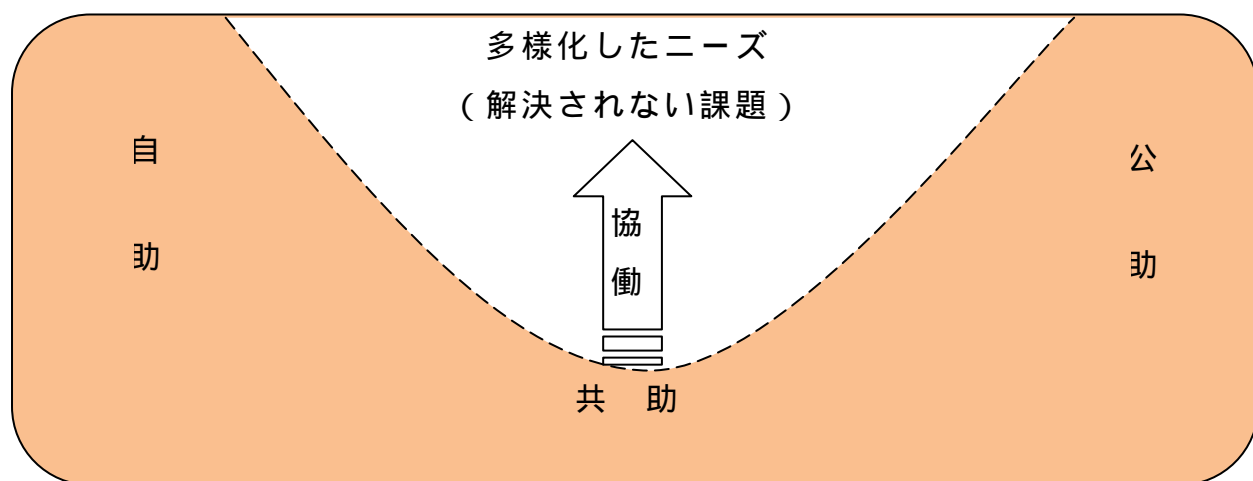 多様化したニーズ
（解決されない課題）
自助
公助
協働
共助